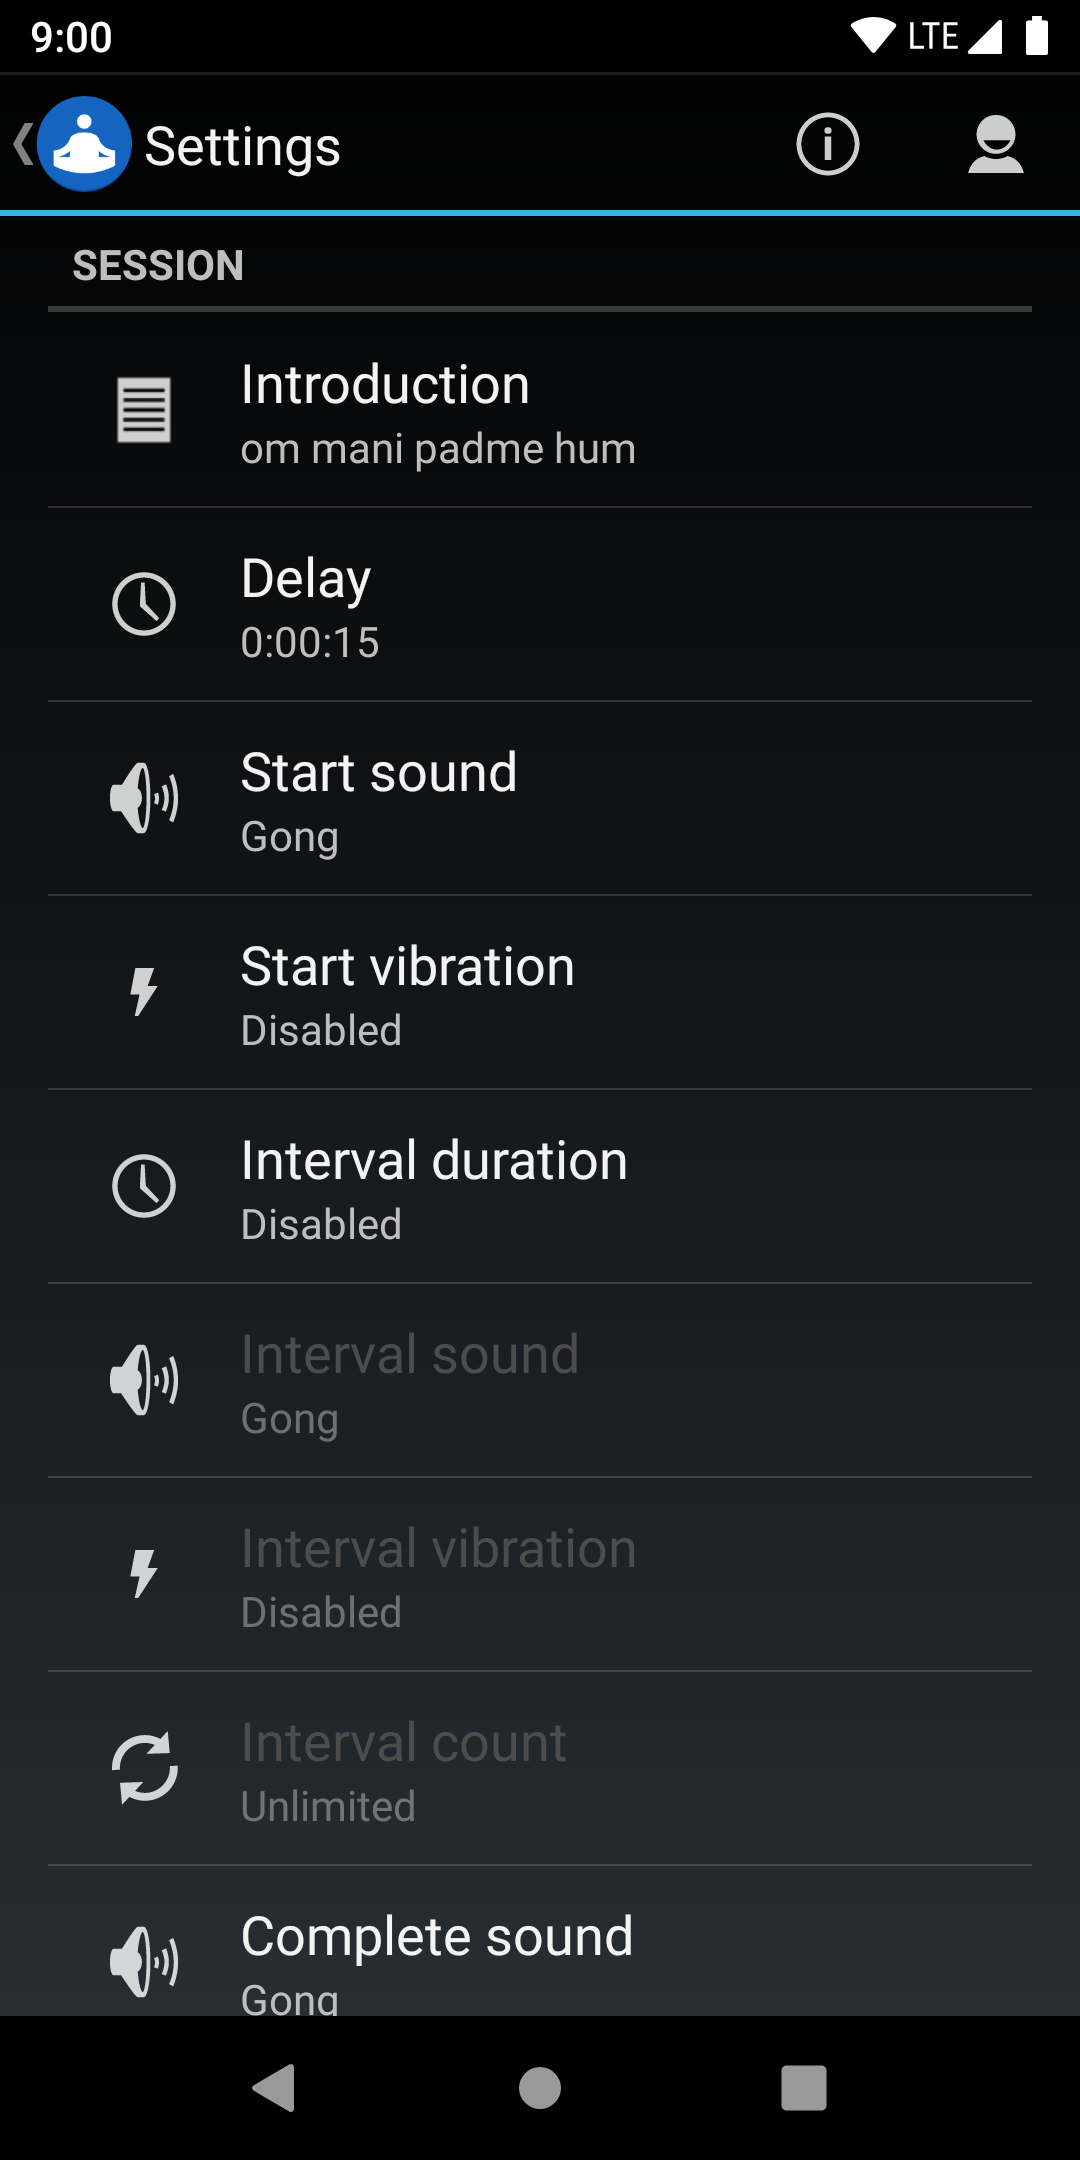 9:00 LTE
Settings
SESSION
Introduction
om mani padme hum
Delay
0:00:15
Start sound
Gong
Start vibration
Disabled
Interval duration
Disabled
Interval sound
Gong
Interval vibration
Disabled
Interval count
Unlimited
Complete sound
Gong